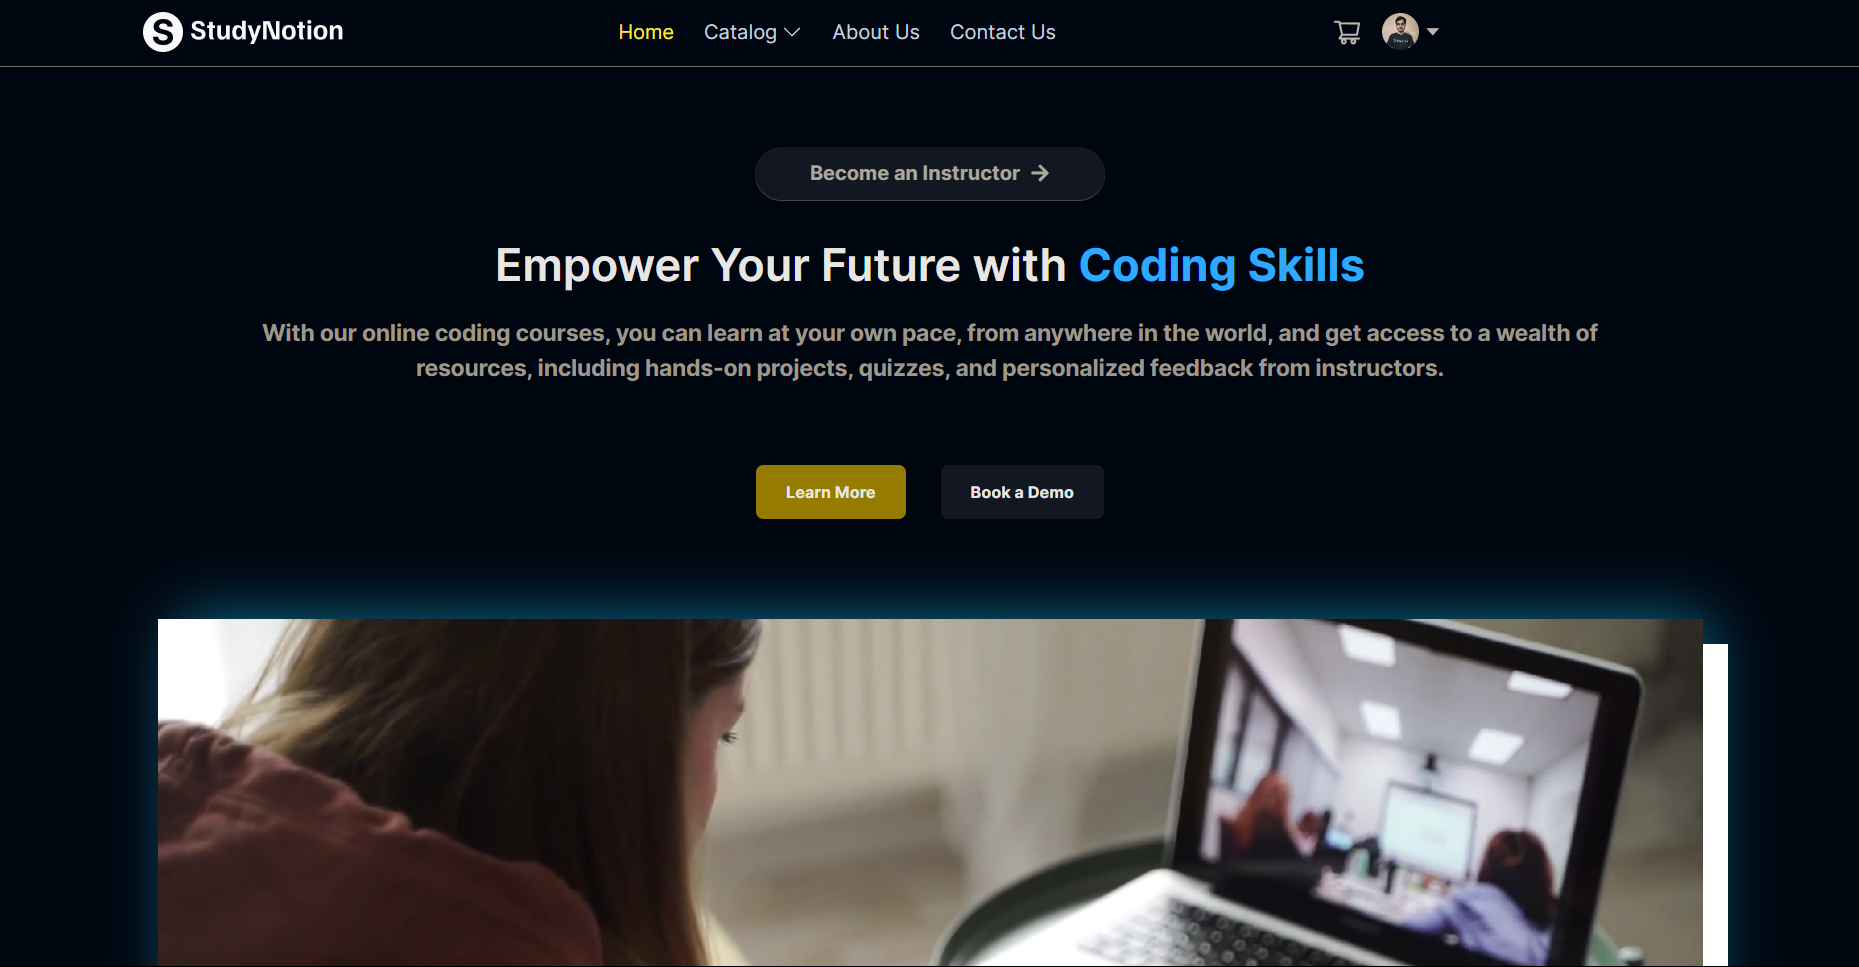 StudyNotion
Home
Catalog
About Us
Contact Us
Become an Instructor
Empower Your Future with Coding Skills
With our online coding courses, you can learn at your own pace, from anywhere in the world, and get access to a wealth of
resources, including hands-on projects, quizzes, and personalized feedback from instructors.
Learn More
Book a Demo